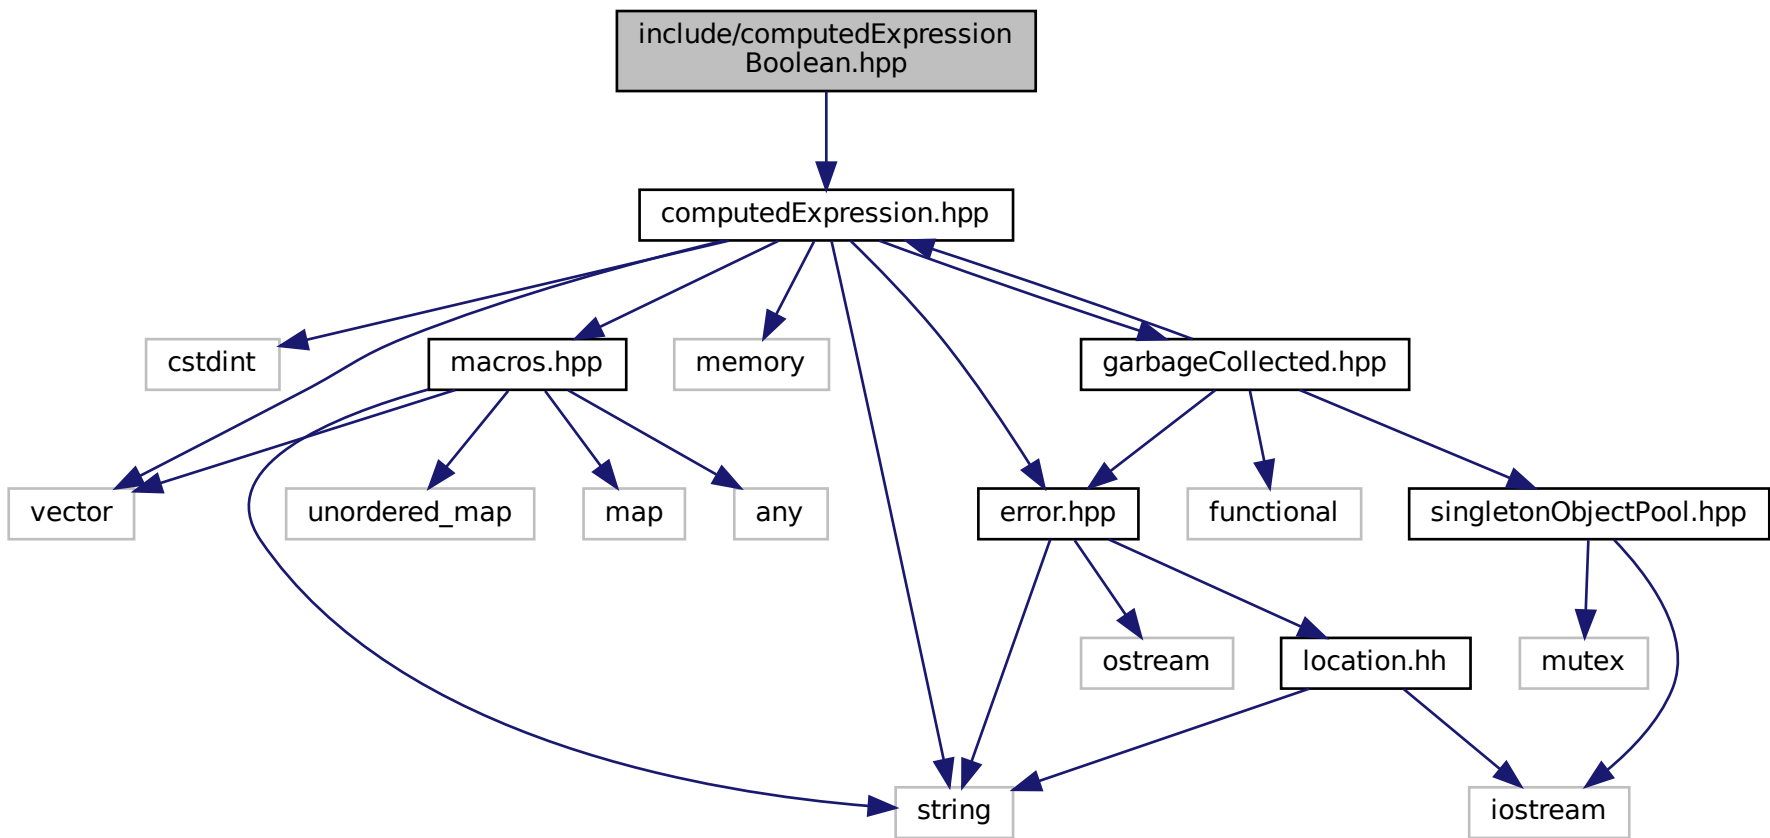 include/computedExpression
Boolean.hpp
computedExpression.hpp
cstdint
macros.hpp
memory
garbageCollected.hpp
vector
unordered_map
map
any
error.hpp
functional
singletonObjectPool.hpp
ostream
location.hh
mutex
string
iostream